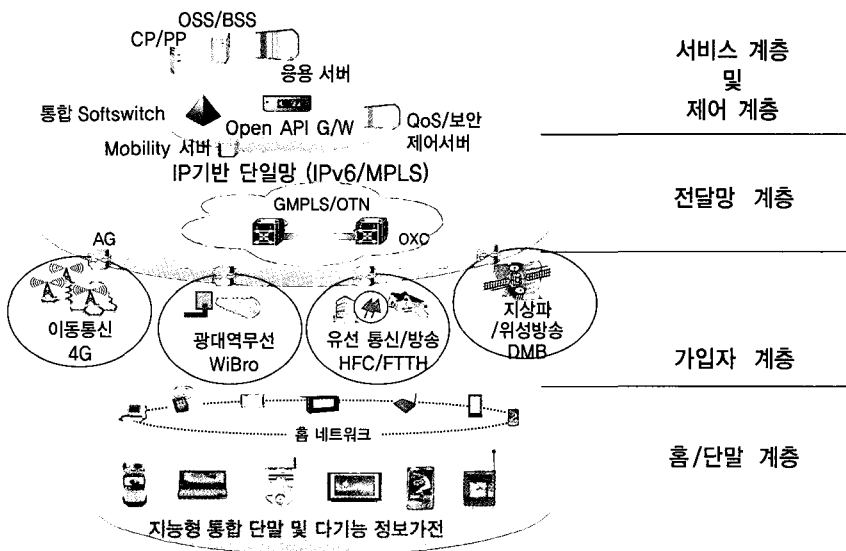 OSS/BSS
CP/PP
응용 서버
통합 Softswitch
Open API G/W
QoS/보안
제어서버
Mobility 서버
IP기반 단일망 (IPv6/MPLS)
GMPLS/OTN
OXC
AG
이동통신
4G
광대역무선
WiBro
유선 통신/방송
HFC/FTTH
지상파
/위성방송
DMB
홈 네트워크
지능형 통합 단말 및 다기능 정보가전
서비스 계층
및
제어 계층
전달망 계층
가입자 계층
홈/단말 계층